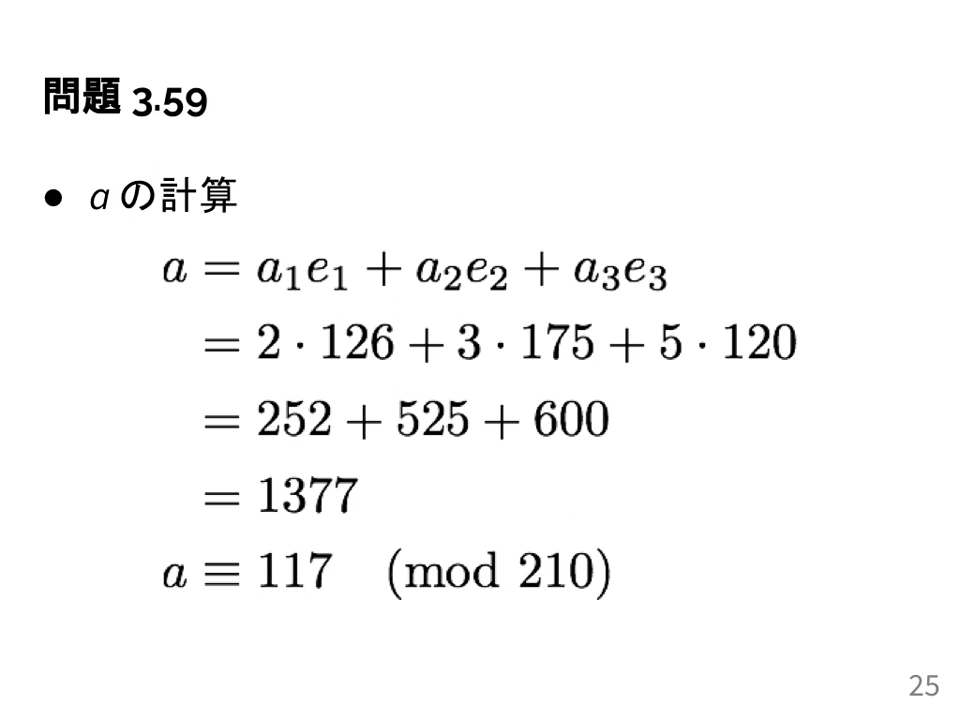 問題 3.59
● a の計算
a = a₁e₁ + a₂e₂ + a₃e₃
= 2 · 126 + 3 · 175 + 5 · 120
= 252 + 525 + 600
= 1377
a ≡ 117 (mod 210)
25